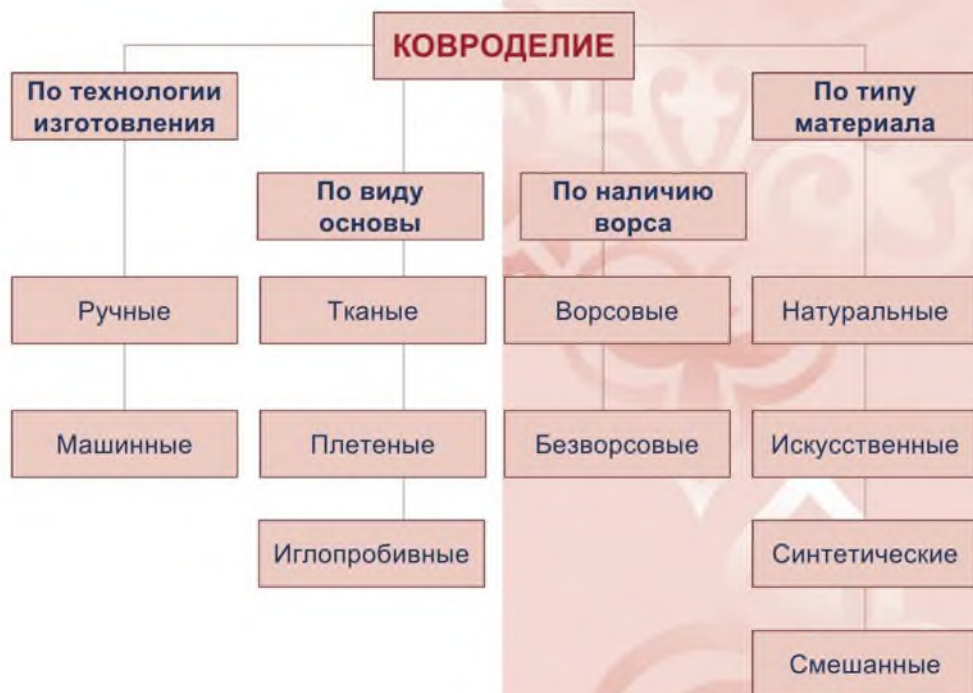 КОВРОДЕЛИЕ
По технологии
изготовления
По типу
материала
По виду
основы
По наличию
ворса
Ручные
Тканые
Ворсовые
Натуральные
Машинные
Плетеные
Безворсовые
Искусственные
Иглопробивные
Синтетические
Смешанные